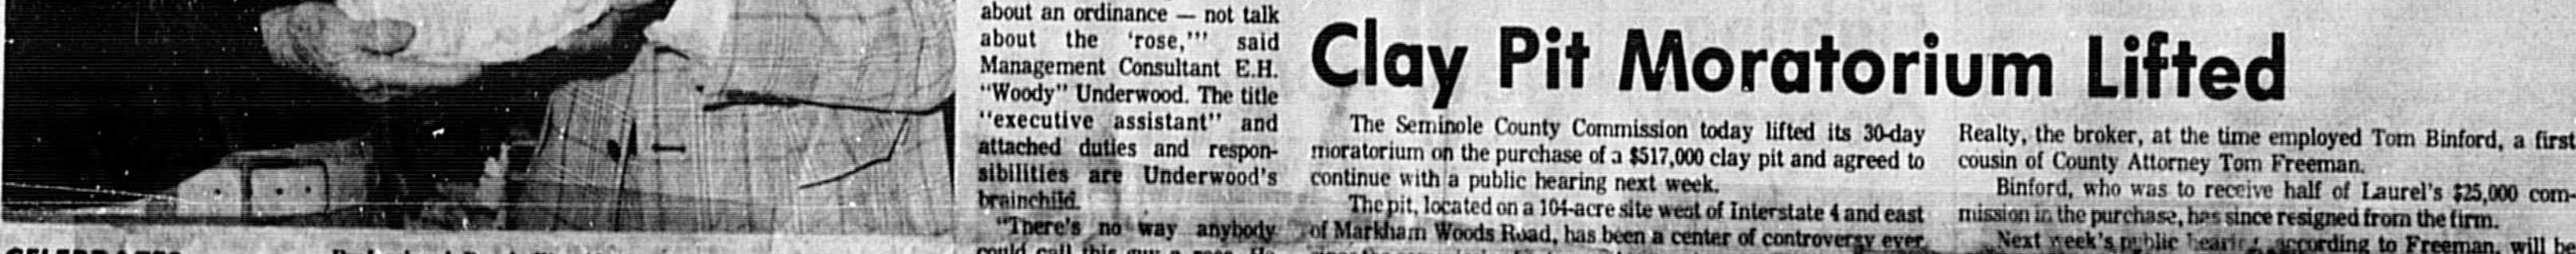 about an ordinance — not talk
about the 'rose,'" said
Management Consultant E.H.
"Woody" Underwood. The title
"executive assistant" and
attached duties and respon-
sibilities are Underwood's
brainchild.
"There's no way anybody
could call this guy a rose. He
Clay Pit Moratorium Lifted
The Seminole County Commission today lifted its 30-day
moratorium on the purchase of a $517,000 clay pit and agreed to
continue with a public hearing next week.
The pit, located on a 104-acre site west of Interstate 4 and east
of Markham Woods Road, has been a center of controversy ever
Realty, the broker, at the time employed Tom Binford, a first
cousin of County Attorney Tom Freeman.
Binford, who was to receive half of Laurel's $25,000 com-
mission in the purchase, has since resigned from the firm.
Next week's public hearing, according to Freeman, will be